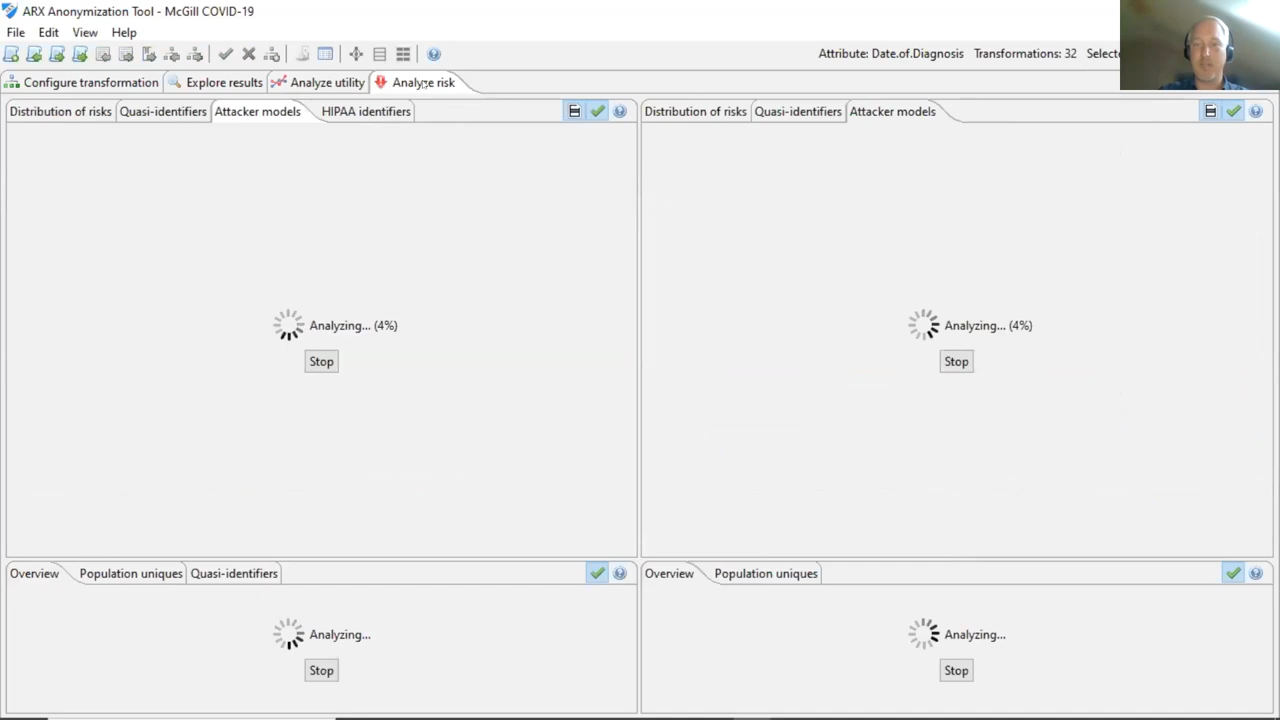 ARX Anonymization Tool - McGill COVID-19
File Edit View Help
Attribute: Date.of.Diagnosis Transformations: 32 Selecte
Configure transformation Explore results Analyze utility Analyze risk
Distribution of risks Quasi-identifiers Attacker models HIPAA identifiers
Distribution of risks Quasi-identifiers Attacker models
Analyzing... (4%)
Stop
Analyzing... (4%)
Stop
Overview Population uniques Quasi-identifiers
Overview Population uniques
Analyzing...
Stop
Analyzing...
Stop